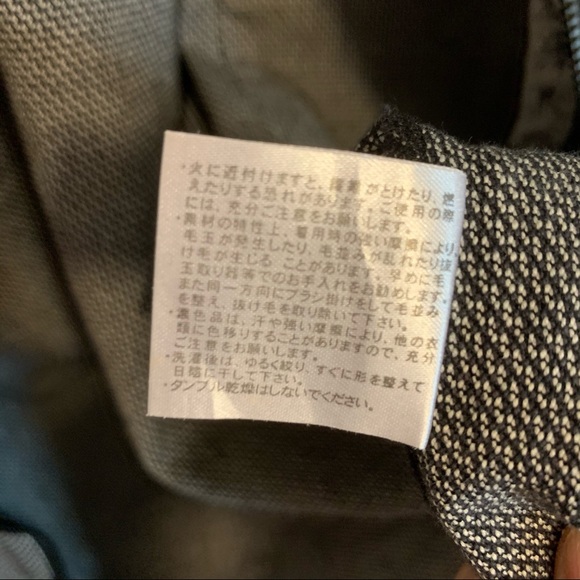 ・火に近付けますと、接着がとけたり、燃
えたりする恐れがあります。ご使用の際
には、充分ご注意をお願いします。
・素材の特性上、着用時の強い摩擦により、
毛玉が発生したり、毛並みが乱れたり抜
け毛が生じる ことがあります。早めに毛
玉取り器等でのお手入れをお勧めします。
また同一方向にブラシ掛けをして毛並み
を整え、抜け毛を取り除いて下さい。
・濃色品は、汗や強い摩擦により、他の衣
類に色移りすることがありますので、充分
ご注意をお願いします。
・洗濯後は、ゆるく絞り、すぐに形を整えて
日陰に干して下さい。
・タンブル乾燥はしないでください。